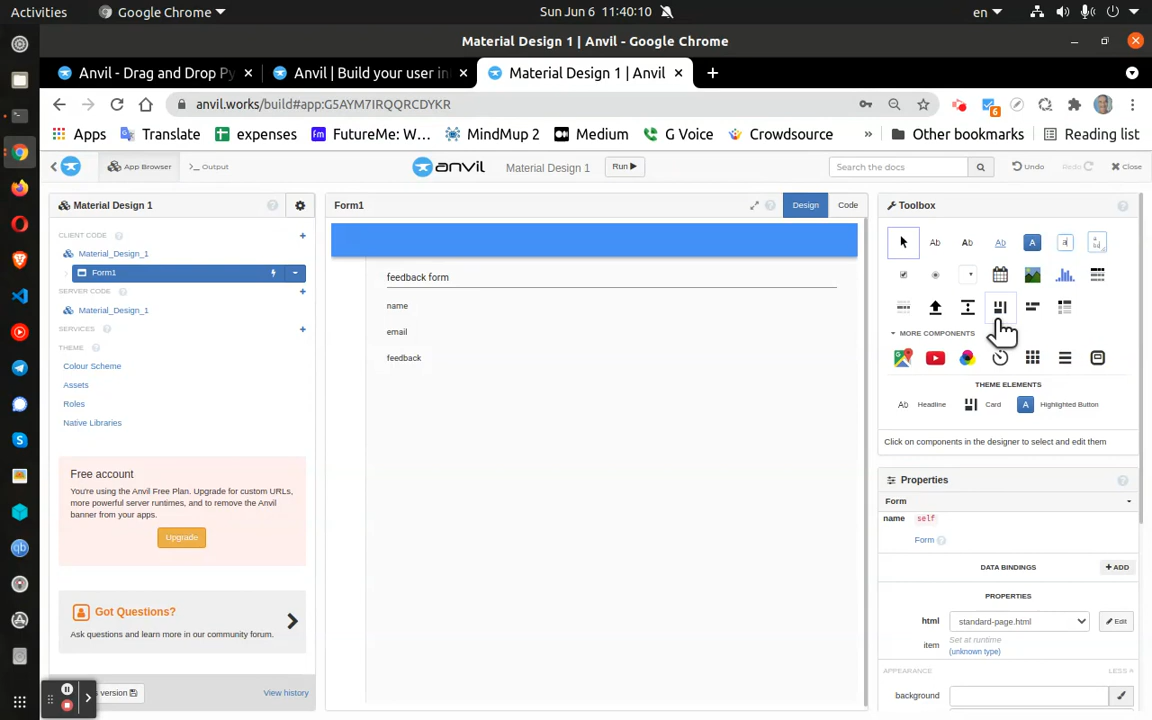 Activities
Google Chrome
Sun Jun 6 11:40:10
en
Material Design 1 | Anvil - Google Chrome
Anvil - Drag and Drop Py
Anvil | Build your user in
Material Design 1 | Anvil
anvil.works/build#app:G5AYM7IRQQRCDYKR
6
Apps
Translate
expenses
FutureMe: W...
MindMup 2
Medium
G Voice
Crowdsource
»
Other bookmarks
Reading list
App Browser
>_ Output
anvil
Material Design 1
Run
Search the docs
Undo
Redo
Close
Material Design 1
Form1
Design
Code
Toolbox
CLIENT CODE
Material_Design_1
Form1
SERVER CODE
Material_Design_1
SERVICES
THEME
Colour Scheme
Assets
Roles
Native Libraries
feedback form
name
email
feedback
Ab
Ab
Ab
A
a
MORE COMPONENTS
THEME ELEMENTS
Ab Headline
Card
A Highlighted Button
Click on components in the designer to select and edit them
Free account
You're using the Anvil Free Plan. Upgrade for custom URLs,
more powerful server runtimes, and to remove the Anvil
banner from your apps.
Upgrade
Got Questions?
Ask questions and learn more in our community forum.
version
View history
Properties
Form
name self
Form
DATA BINDINGS
+ ADD
PROPERTIES
html standard-page.html Edit
item Set at runtime
(unknown type)
APPEARANCE
LESS
background